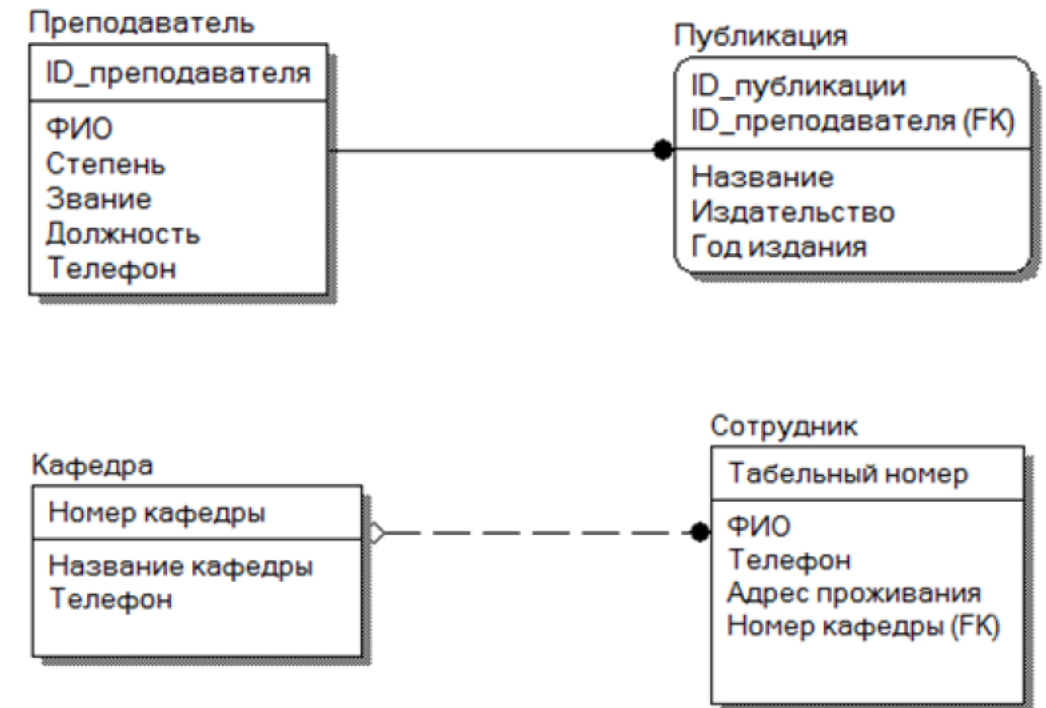 Преподаватель
ID_преподавателя
ФИО
Степень
Звание
Должность
Телефон
Публикация
ID_публикации
ID_преподавателя (FK)
Название
Издательство
Год издания
Кафедра
Номер кафедры
Название кафедры
Телефон
Сотрудник
Табельный номер
ФИО
Телефон
Адрес проживания
Номер кафедры (FK)